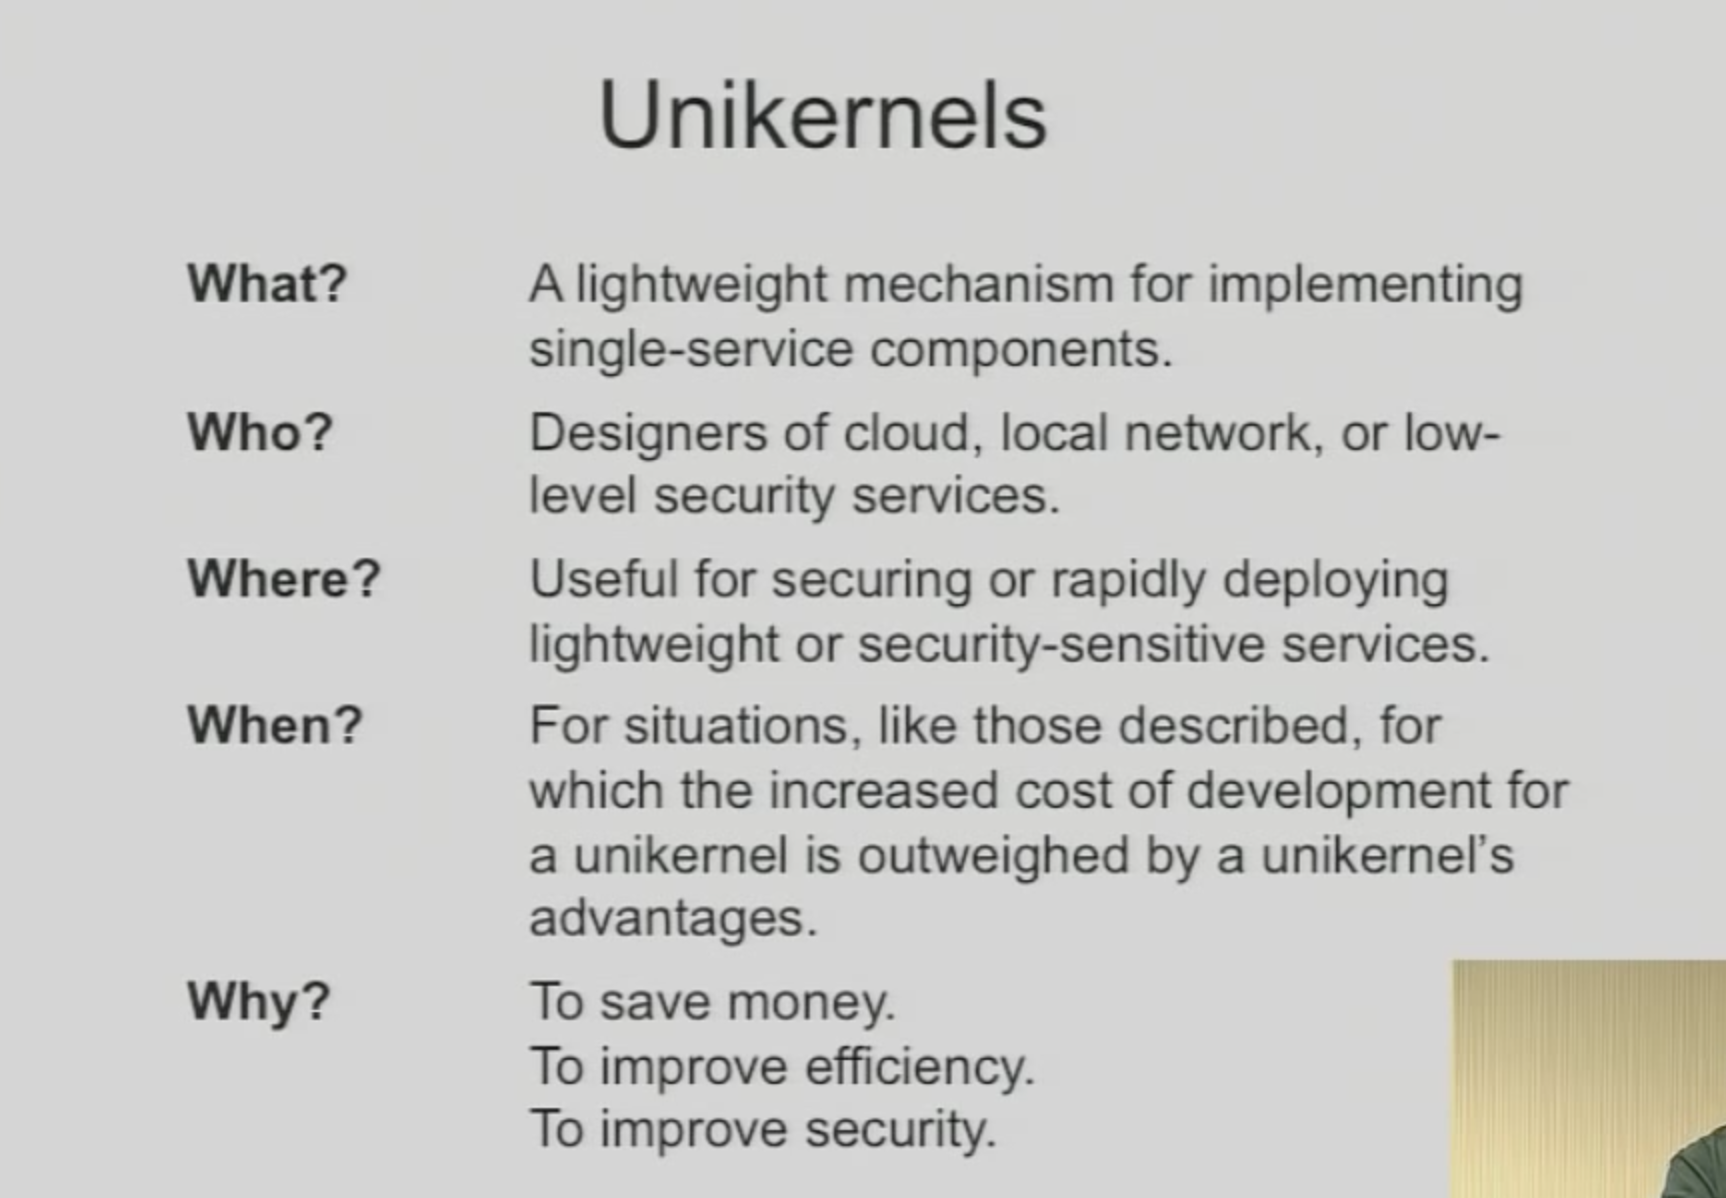 Unikernels
What? A lightweight mechanism for implementing
single-service components.
Who? Designers of cloud, local network, or low-
level security services.
Where? Useful for securing or rapidly deploying
lightweight or security-sensitive services.
When? For situations, like those described, for
which the increased cost of development for
a unikernel is outweighed by a unikernel’s
advantages.
Why? To save money.
To improve efficiency.
To improve security.